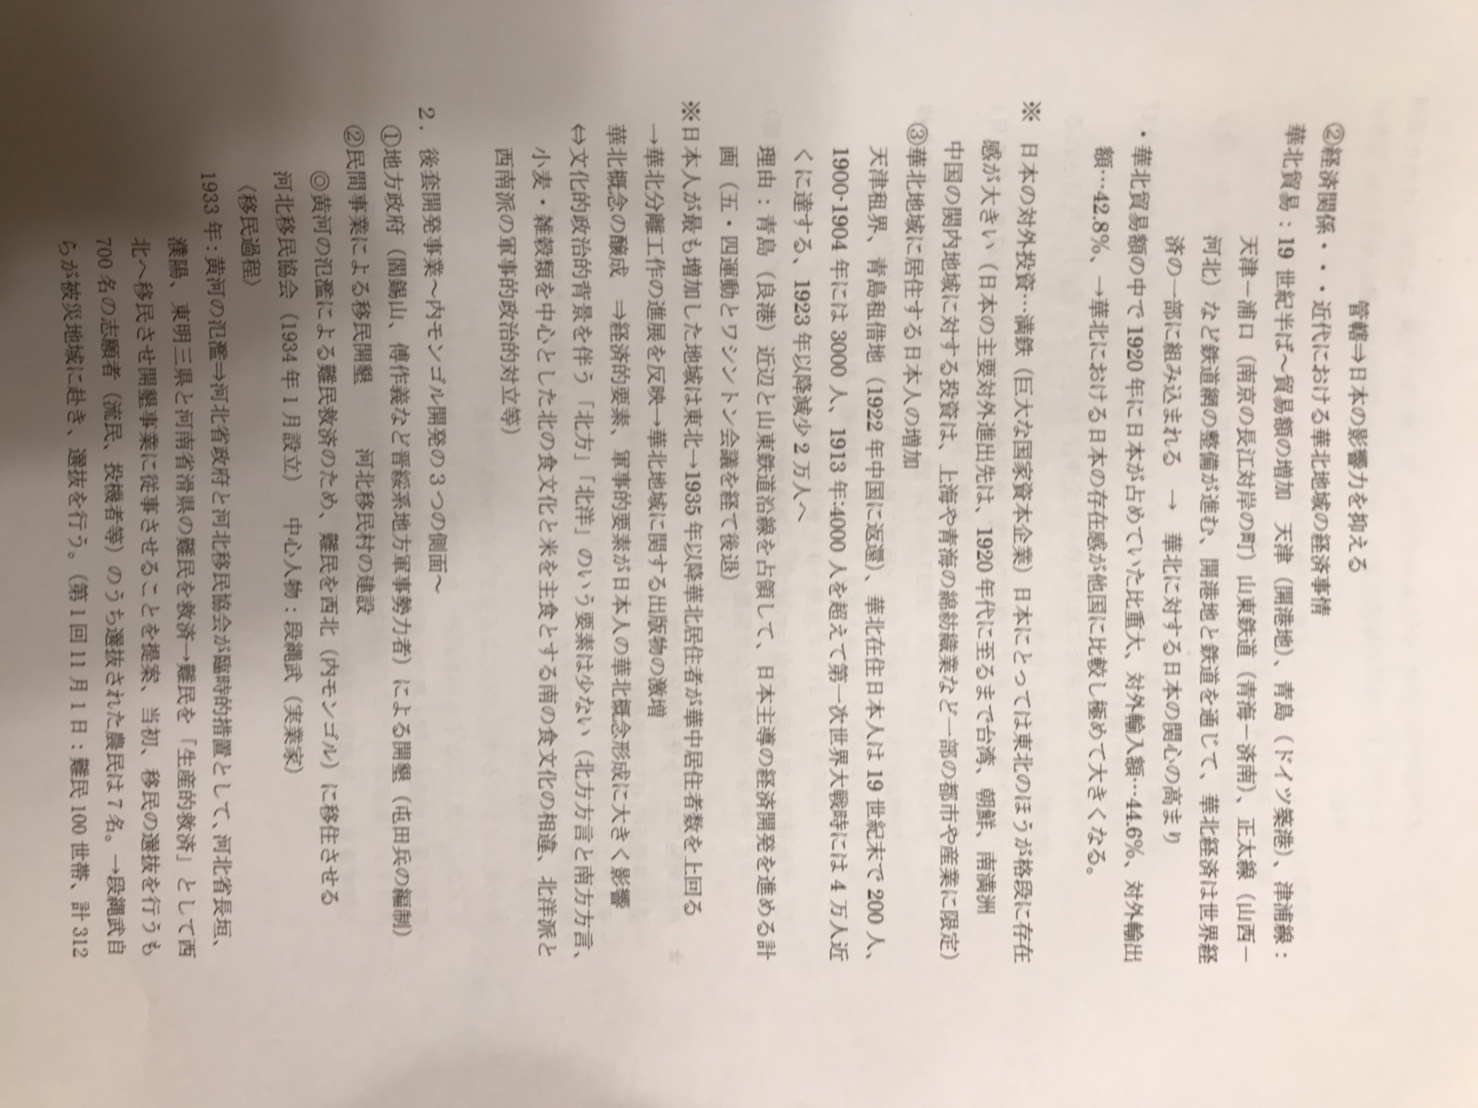 管轄⇒日本の影響力を抑える
②経済関係・・・近代における華北地域の経済事情
華北貿易：19 世紀半ば～貿易額の増加　天津（開港地）、青島（ドイツ築港）、津浦線：
天津－浦口（南京の長江対岸の町）山東鉄道（青海－済南）、正太線（山西－
河北）など鉄道網の整備が進む、開港地と鉄道を通じて、華北経済は世界経
済の一部に組み込まれる　→　華北に対する日本の関心の高まり
・華北貿易額の中で 1920 年に日本が占めていた比重大、対外輸入額…44.6%、対外輸出
額…42.8%、→華北における日本の存在感が他国に比較し極めて大きくなる。
※　日本の対外投資…満鉄（巨大な国家資本企業）日本にとっては東北のほうが格段に存在
感が大きい（日本の主要対外進出先は、1920 年代に至るまで台湾、朝鮮、南満洲
中国の関内地域に対する投資は、上海や青海の綿紡織業など一部の都市や産業に限定）
③華北地域に居住する日本人の増加
天津租界、青島租借地（1922 年中国に返還）、華北在住日本人は 19 世紀末で 200 人、
1900-1904 年には 3000 人、1913 年:4000 人を超えて第一次世界大戦時には 4 万人近
くに達する、1923 年以降減少 2 万人へ
理由：青島（良港）近辺と山東鉄道沿線を占領して、日本主導の経済開発を進める計
画（五・四運動とワシントン会議を経て後退）
※日本人が最も増加した地域は東北→1935 年以降華北居住者が華中居住者数を上回る
→華北分離工作の進展を反映→華北地域に関する出版物の激増
華北概念の醸成　⇒経済的要素、軍事的要素が日本人の華北概念形成に大きく影響
⇔文化的政治的背景を伴う「北方」「北洋」のいう要素は少ない（北方方言と南方方言、
小麦・雑穀類を中心とした北の食文化と米を主食とする南の食文化の相違、北洋派と
西南派の軍事的政治的対立等）
2．後套開発事業～内モンゴル開発の 3 つの側面～
①地方政府（閻錫山、傅作義など晋綏系地方軍事勢力者）による開墾（屯田兵の編制）
②民間事業による移民開墾　　河北移民村の建設
◎黄河の氾濫による難民救済のため、難民を西北（内モンゴル）に移住させる
河北移民協会（1934 年 1 月設立）　中心人物：段縄武（実業家）
〈移民過程〉
1933 年:黄河の氾濫⇒河北省政府と河北移民協会が臨時的措置として、河北省長垣、
濮陽、東明三県と河南省滑県の難民を救済→難民を「生産的救済」として西
北へ移民させ開墾事業に従事させることを提案、当初、移民の選抜を行うも
700 名の志願者（流民、投機者等）のうち選抜された農民は 7 名。→段縄武自
らが被災地域に赴き、選抜を行う。（第 1 回 11 月 1 日：難民 100 世帯、計 312